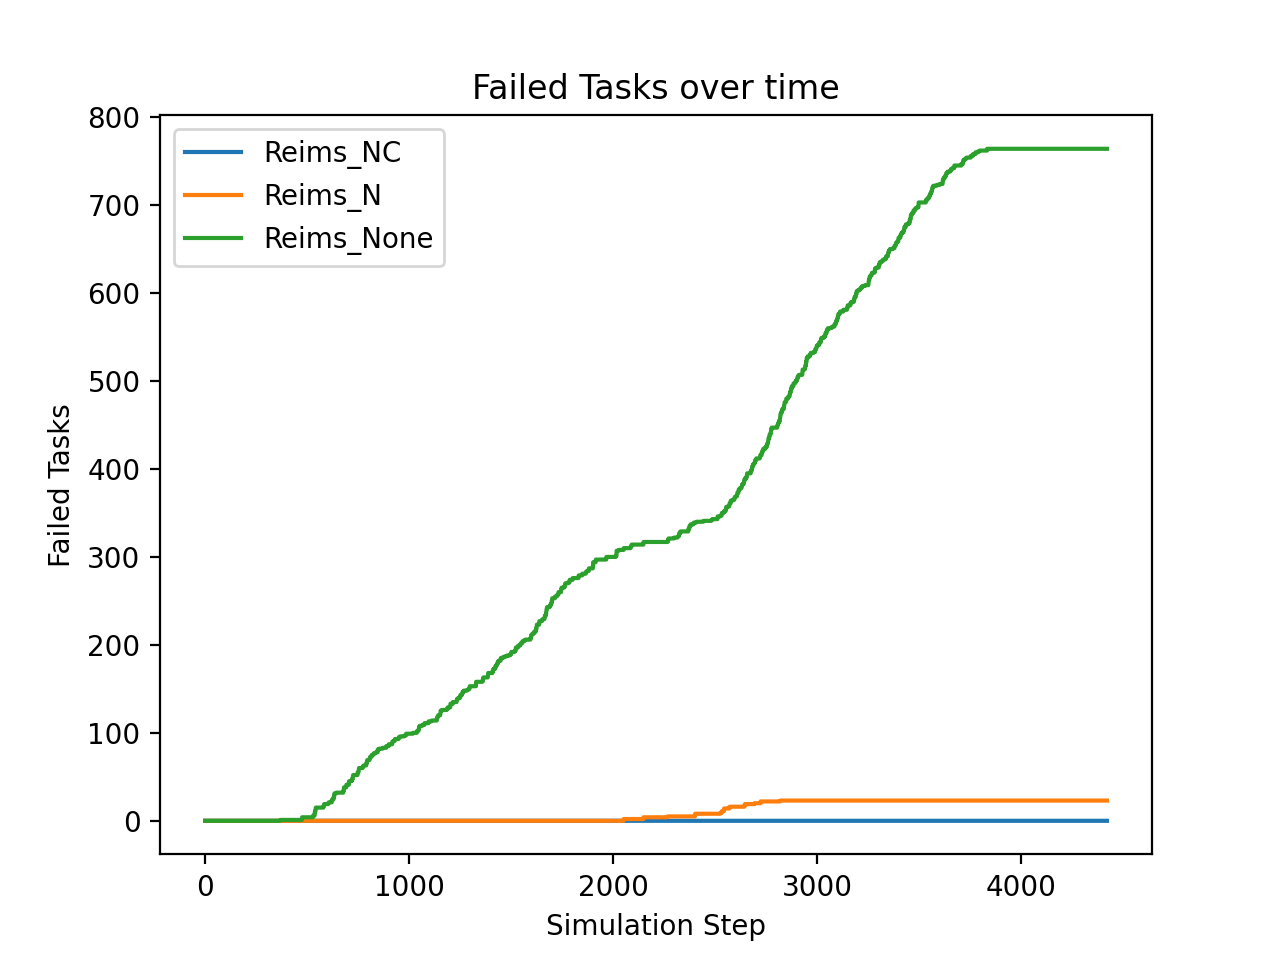 Failed Tasks over time
Reims_NC
Reims_N
Reims_None
Failed Tasks
800
700
600
500
400
300
200
100
0
0 1000 2000 3000 4000
Simulation Step